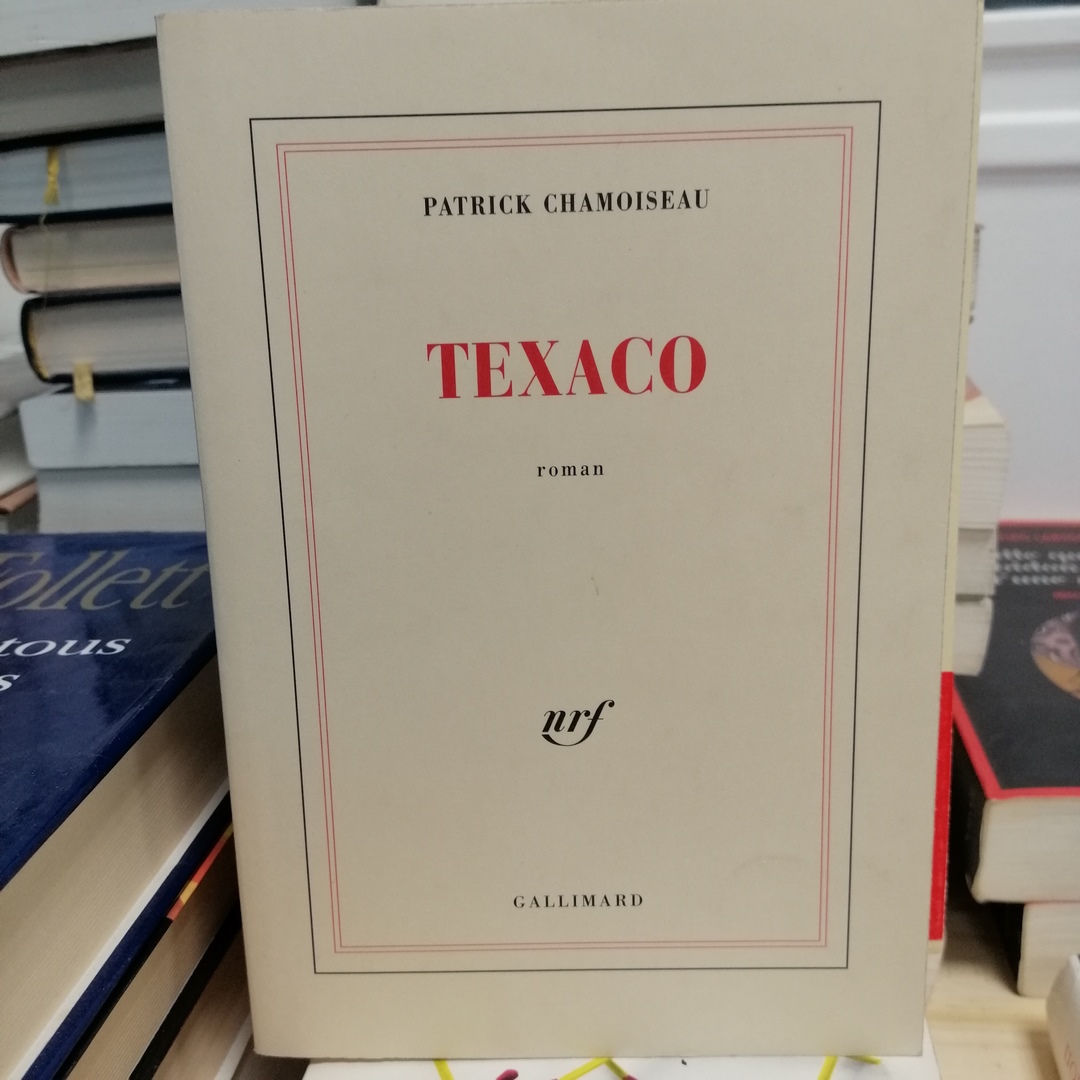 PATRICK CHAMOISEAU
TEXACO
roman
nrf
GALLIMARD
Follett
tous
s